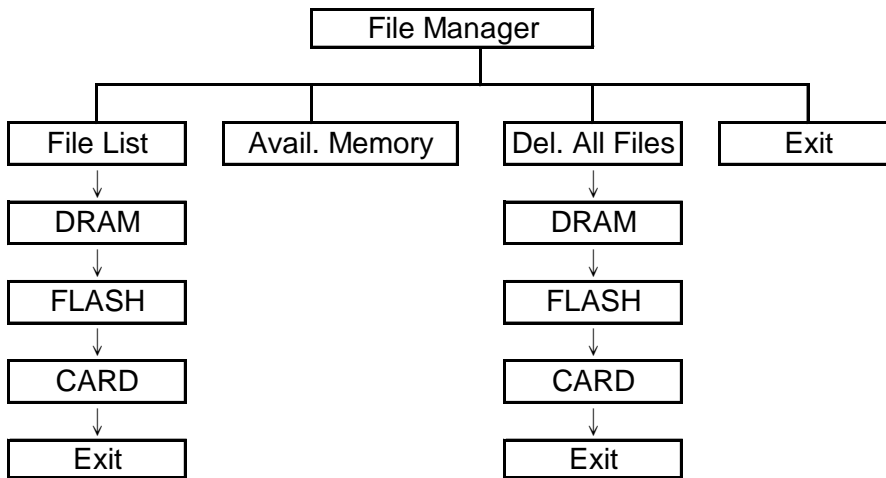 File Manager
File List
Avail. Memory
Del. All Files
Exit
DRAM
DRAM
FLASH
FLASH
CARD
CARD
Exit
Exit